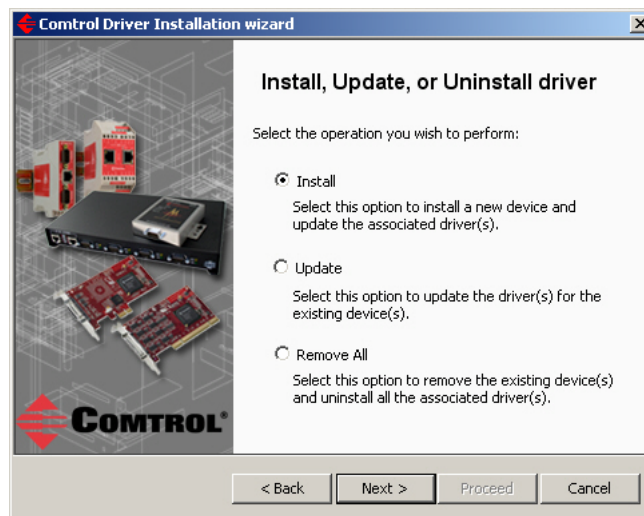 Comtrol Driver Installation wizard
Install, Update, or Uninstall driver
Select the operation you wish to perform:
Install
Select this option to install a new device and
update the associated driver(s).
Update
Select this option to update the driver(s) for the
existing device(s).
Remove All
Select this option to remove the existing device(s)
and uninstall all the associated driver(s).
COMTROL®
< Back
Next >
Proceed
Cancel